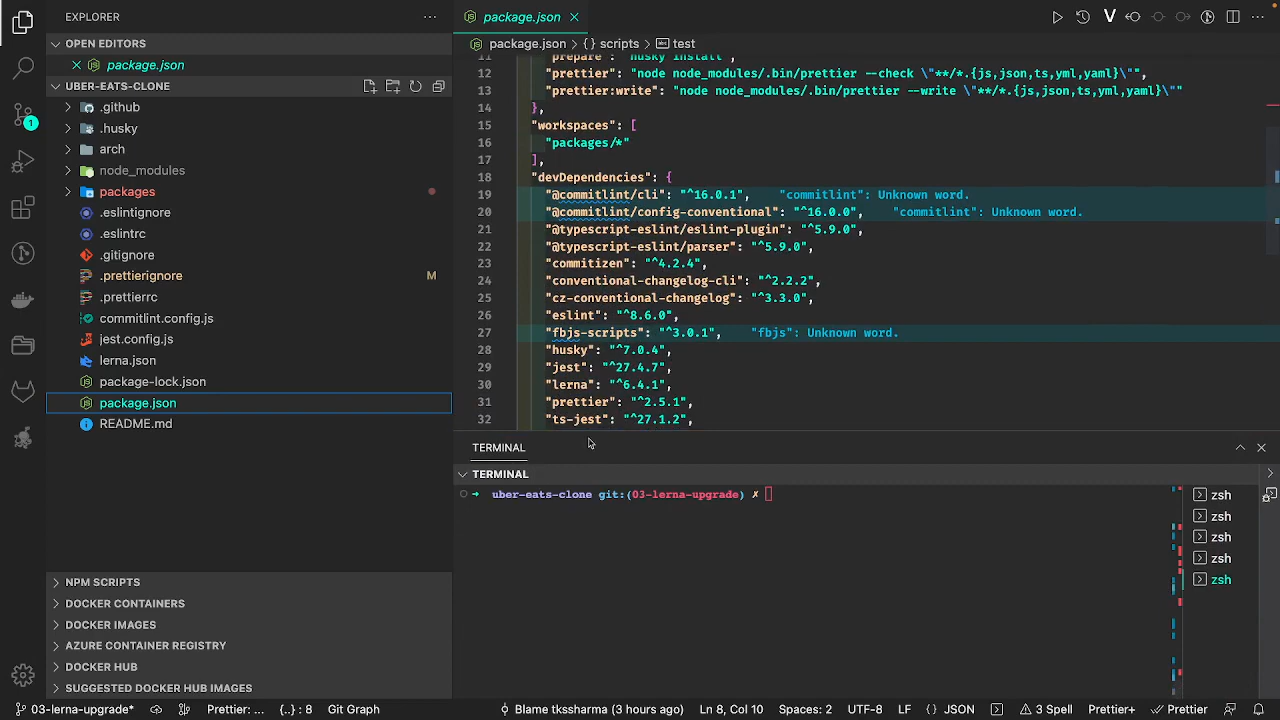 EXPLORER
OPEN EDITORS
package.json
UBER-EATS-CLONE
.github
.husky
arch
node_modules
packages
.eslintignore
.eslintrc
.gitignore
.prettierignore M
.prettierrc
commitlint.config.js
jest.config.js
lerna.json
package-lock.json
package.json
README.md
NPM SCRIPTS
DOCKER CONTAINERS
DOCKER IMAGES
AZURE CONTAINER REGISTRY
DOCKER HUB
SUGGESTED DOCKER HUB IMAGES
1
package.json
package.json > {} scripts > test
11 "prepare": "husky install",
12 "prettier": "node node_modules/.bin/prettier --check \"**/*.{js,json,ts,yml,yaml}\"",
13 "prettier:write": "node node_modules/.bin/prettier --write \"**/*.{js,json,ts,yml,yaml}\""
14 },
15 "workspaces": [
16 "packages/*"
17 ],
18 "devDependencies": {
19 "@commitlint/cli": "^16.0.1", "commitlint": Unknown word.
20 "@commitlint/config-conventional": "^16.0.0", "commitlint": Unknown word.
21 "@typescript-eslint/eslint-plugin": "^5.9.0",
22 "@typescript-eslint/parser": "^5.9.0",
23 "commitizen": "^4.2.4",
24 "conventional-changelog-cli": "^2.2.2",
25 "cz-conventional-changelog": "^3.3.0",
26 "eslint": "^8.6.0",
27 "fbjs-scripts": "^3.0.1", "fbjs": Unknown word.
28 "husky": "^7.0.4",
29 "jest": "^27.4.7",
30 "lerna": "^6.4.1",
31 "prettier": "^2.5.1",
32 "ts-jest": "^27.1.2",
TERMINAL
TERMINAL
➜ uber-eats-clone git:(03-lerna-upgrade) ✗
zsh
zsh
zsh
zsh
zsh
03-lerna-upgrade* Prettier: ... {..} : 8 Git Graph Blame tkssharma (3 hours ago) Ln 8, Col 10 Spaces: 2 UTF-8 LF {} JSON 3 Spell Prettier+ Prettier